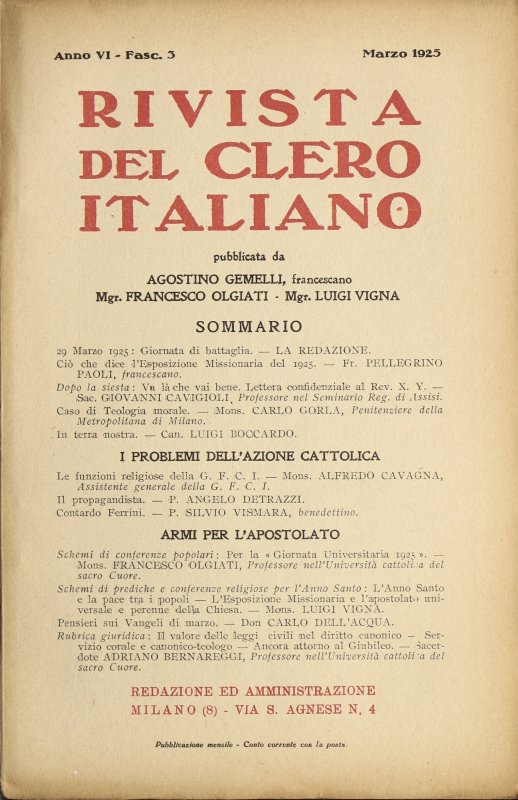 Anno VI - Fasc. 3
Marzo 1925
RIVISTA
DEL CLERO
ITALIANO
pubblicata da
AGOSTINO GEMELLI, francescano
Mgr. FRANCESCO OLGIATI - Mgr. LUIGI VIGNA
SOMMARIO
29 Marzo 1925: Giornata di battaglia. — LA REDAZIONE.
Ciò che dice l'Esposizione Missionaria del 1925. — Fr. PELLEGRINO
PAOLI, francescano.
Dopo la siesta: Va là che vai bene. Lettera confidenziale al Rev. X. Y. —
Sac. GIOVANNI CAVIGIOLI, Professore nel Seminario Reg. di Assisi.
Caso di Teologia morale. — Mons. CARLO GORLA, Penitenziere della
Metropolitana di Milano.
In terra nostra. — Can. LUIGI BOCCARDO.
I PROBLEMI DELL'AZIONE CATTOLICA
Le funzioni religiose della G. F. C. I. — Mons. ALFREDO CAVAGNA,
Assistente generale della G. F. C. I.
Il propagandista. — P. ANGELO DETRAZZI.
Contardo Ferrini. — P. SILVIO VISMARA, benedettino.
ARMI PER L'APOSTOLATO
Schemi di conferenze popolari: Per la « Giornata Universitaria 1925 ». —
Mons. FRANCESCO OLGIATI, Professore nell'Università cattolica del
sacro Cuore.
Schemi di prediche e conferenze religiose per l'Anno Santo: L'Anno Santo
e la pace tra i popoli — L'Esposizione Missionaria e l'apostolato uni-
versale e perenne della Chiesa. — Mons. LUIGI VIGNA.
Pensieri sui Vangeli di marzo. — Don CARLO DELL'ACQUA.
Rubrica giuridica: Il valore delle leggi civili nel diritto canonico — Ser-
vizio corale e canonico-teologo — Ancora attorno al Giubileo. — Sacer-
dote ADRIANO BERNAREGGI, Professore nell'Università cattolica del
sacro Cuore.
REDAZIONE ED AMMINISTRAZIONE
MILANO (8) - VIA S. AGNESE N. 4
Pubblicazione mensile - Conto corrente con la posta.